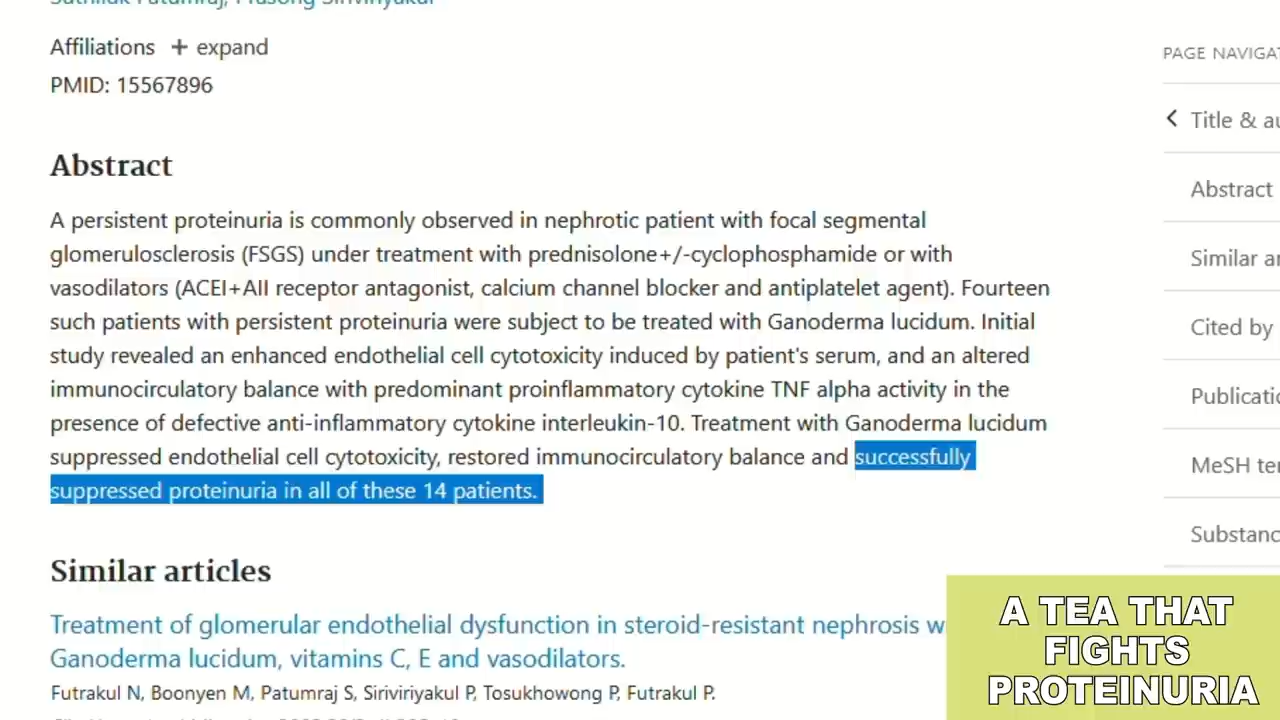 Affiliations + expand
PMID: 15567896
PAGE NAVIGAT
Title & au
Abstract
Similar ar
Cited by
Publicatio
MeSH ter
Substanc
Abstract
A persistent proteinuria is commonly observed in nephrotic patient with focal segmental
glomerulosclerosis (FSGS) under treatment with prednisolone+/-cyclophosphamide or with
vasodilators (ACEI+AII receptor antagonist, calcium channel blocker and antiplatelet agent). Fourteen
such patients with persistent proteinuria were subject to be treated with Ganoderma lucidum. Initial
study revealed an enhanced endothelial cell cytotoxicity induced by patient's serum, and an altered
immunocirculatory balance with predominant proinflammatory cytokine TNF alpha activity in the
presence of defective anti-inflammatory cytokine interleukin-10. Treatment with Ganoderma lucidum
suppressed endothelial cell cytotoxicity, restored immunocirculatory balance and successfully
suppressed proteinuria in all of these 14 patients.
Similar articles
Treatment of glomerular endothelial dysfunction in steroid-resistant nephrosis w
Ganoderma lucidum, vitamins C, E and vasodilators.
Futrakul N, Boonyen M, Patumraj S, Siriviriyakul P, Tosukhowong P, Futrakul P.
A TEA THAT
FIGHTS
PROTEINURIA